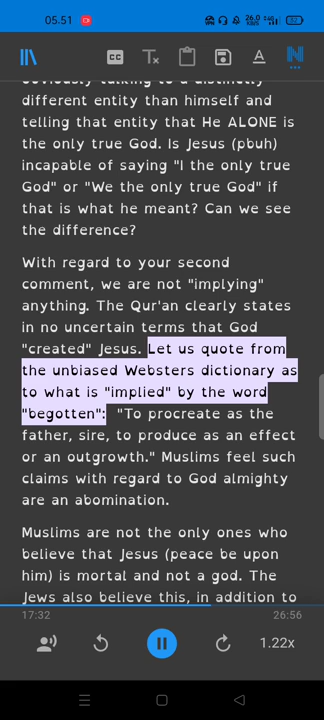 05.51
CC
obviously talking to a distinctly
different entity than himself and
telling that entity that He ALONE is
the only true God. Is Jesus (pbuh)
incapable of saying "I the only true
God" or "We the only true God" if
that is what he meant? Can we see
the difference?
With regard to your second
comment, we are not "implying"
anything. The Qur'an clearly states
in no uncertain terms that God
"created" Jesus. Let us quote from
the unbiased Websters dictionary as
to what is "implied" by the word
"begotten": "To procreate as the
father, sire, to produce as an effect
or an outgrowth." Muslims feel such
claims with regard to God almighty
are an abomination.
Muslims are not the only ones who
believe that Jesus (peace be upon
him) is mortal and not a god. The
Jews also believe this, in addition to
17:32
26:56
1.22x